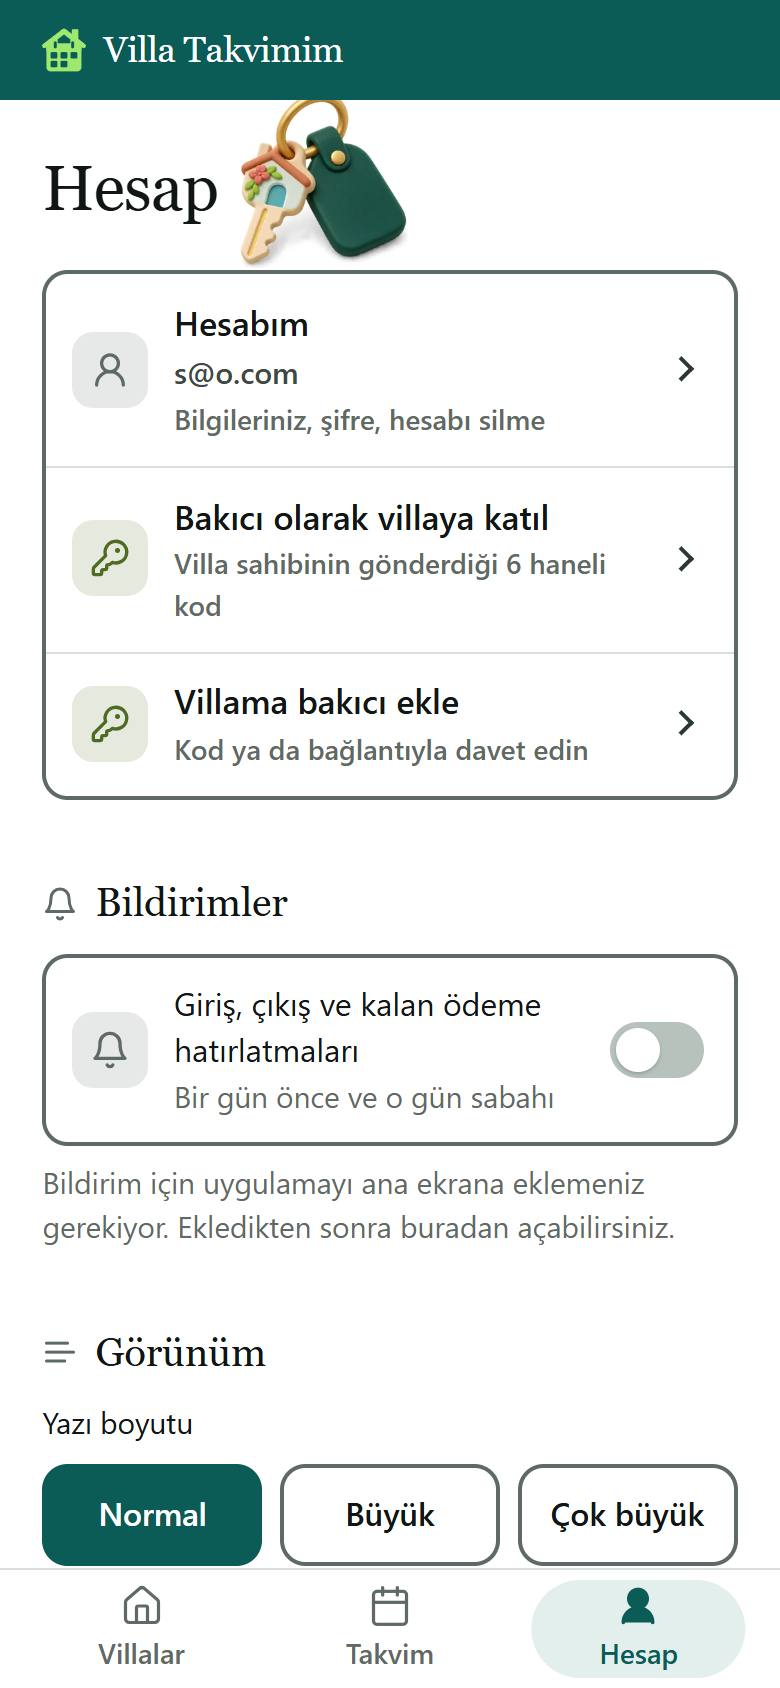 Villa Takvimim
Hesap
Hesabım
s@o.com
Bilgileriniz, şifre, hesabı silme
Bakıcı olarak villaya katıl
Villa sahibinin gönderdiği 6 haneli
kod
Villama bakıcı ekle
Kod ya da bağlantıyla davet edin
Bildirimler
Giriş, çıkış ve kalan ödeme
hatırlatmaları
Bir gün önce ve o gün sabahı
Bildirim için uygulamayı ana ekrana eklemeniz
gerekiyor. Ekledikten sonra buradan açabilirsiniz.
Görünüm
Yazı boyutu
Normal
Büyük
Çok büyük
Villalar
Takvim
Hesap